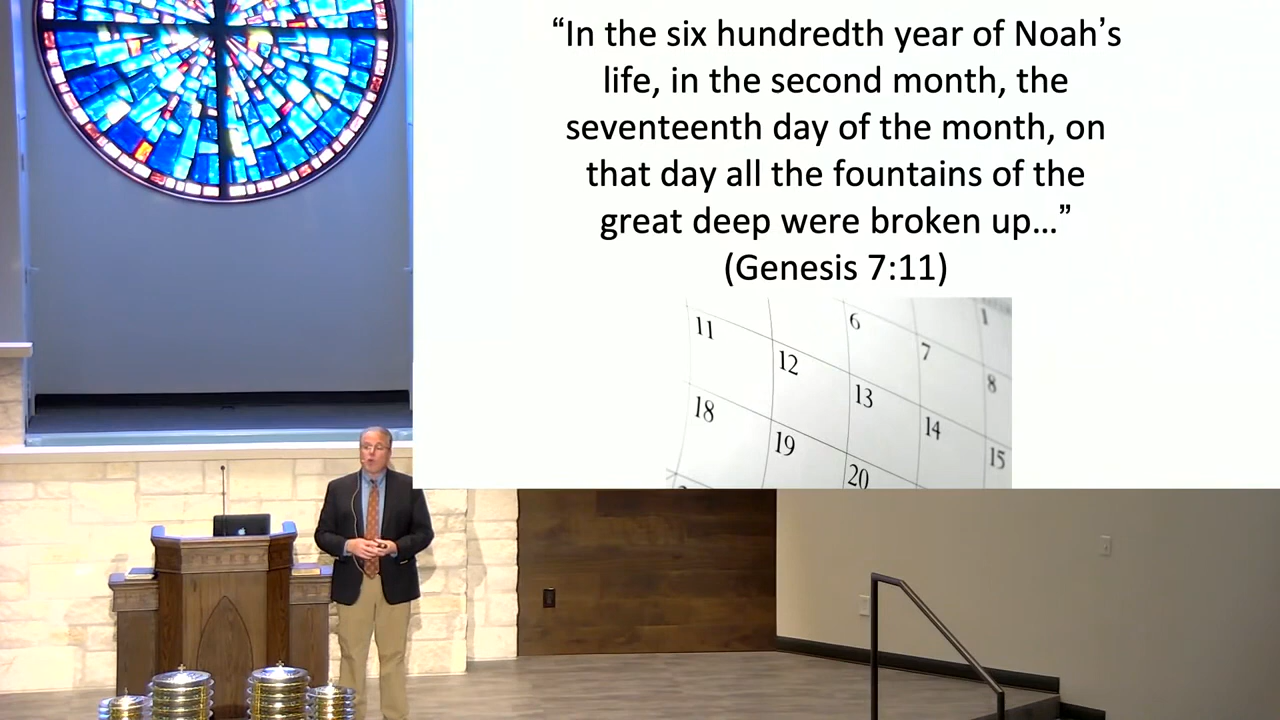 “In the six hundredth year of Noah’s
life, in the second month, the
seventeenth day of the month, on
that day all the fountains of the
great deep were broken up…”
(Genesis 7:11)
1
6
7
8
11
12
13
14
15
18
19
20